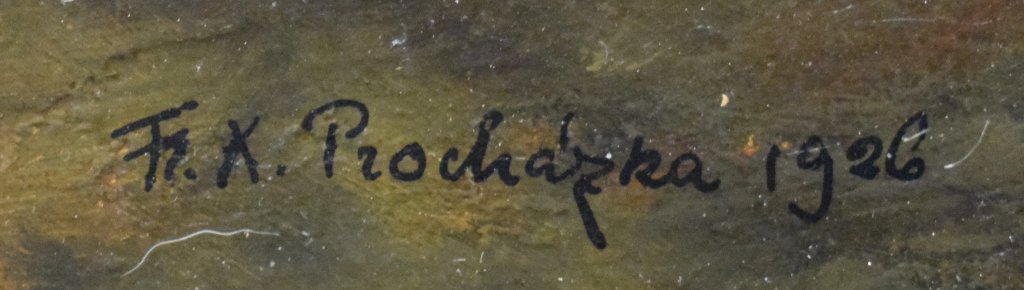 Fr. X. Procházka 1926